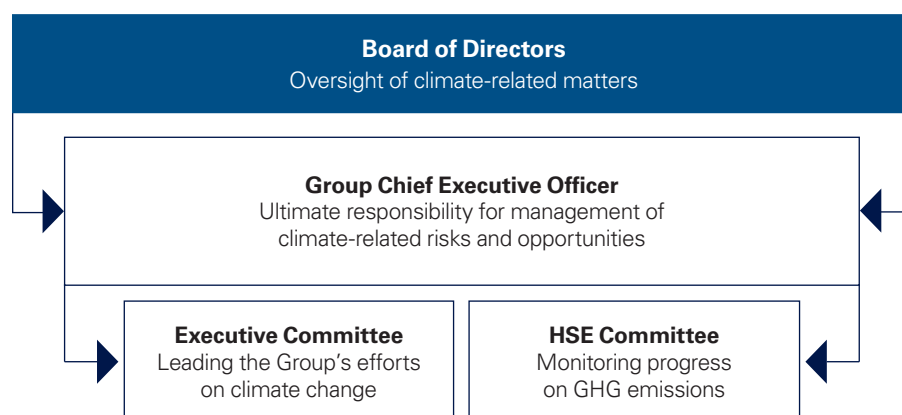 Board of Directors
Oversight of climate-related matters
Group Chief Executive Officer
Ultimate responsibility for management of
climate-related risks and opportunities
Executive Committee
Leading the Group's efforts
on climate change
HSE Committee
Monitoring progress
on GHG emissions